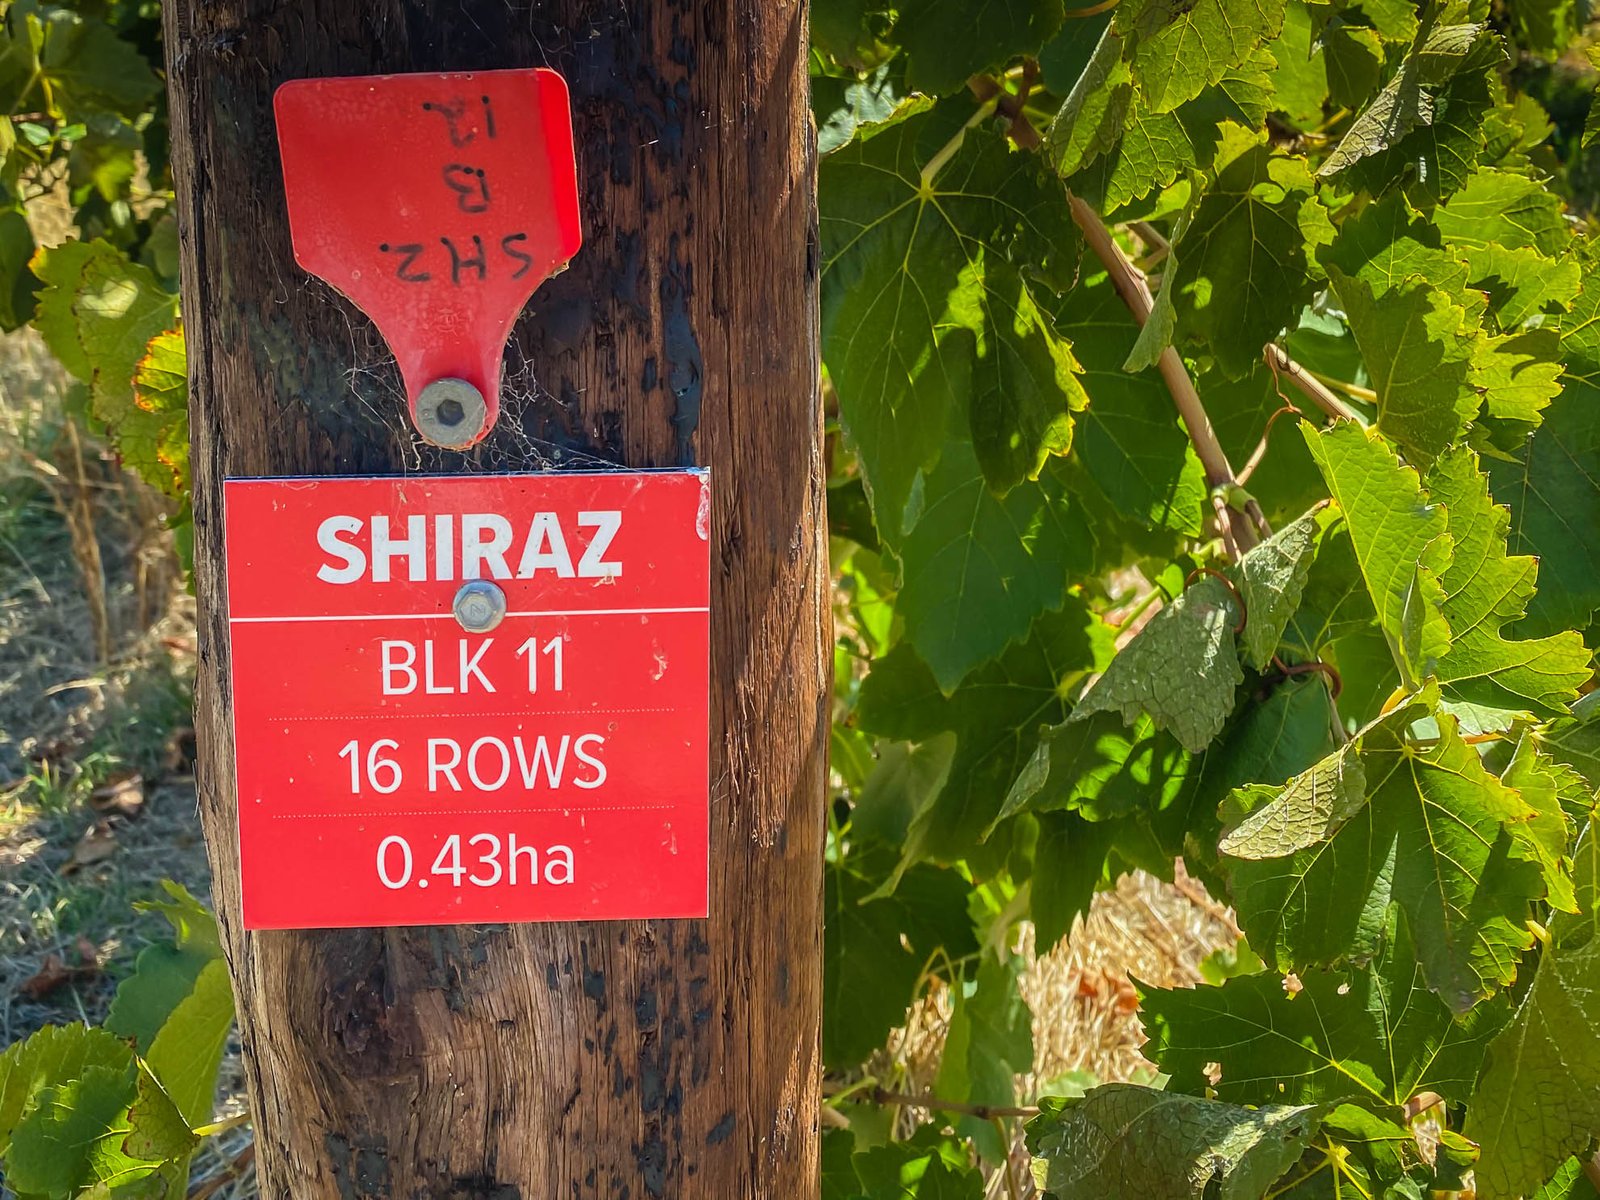 SHZ.
B
12
SHIRAZ
BLK 11
16 ROWS
0.43ha